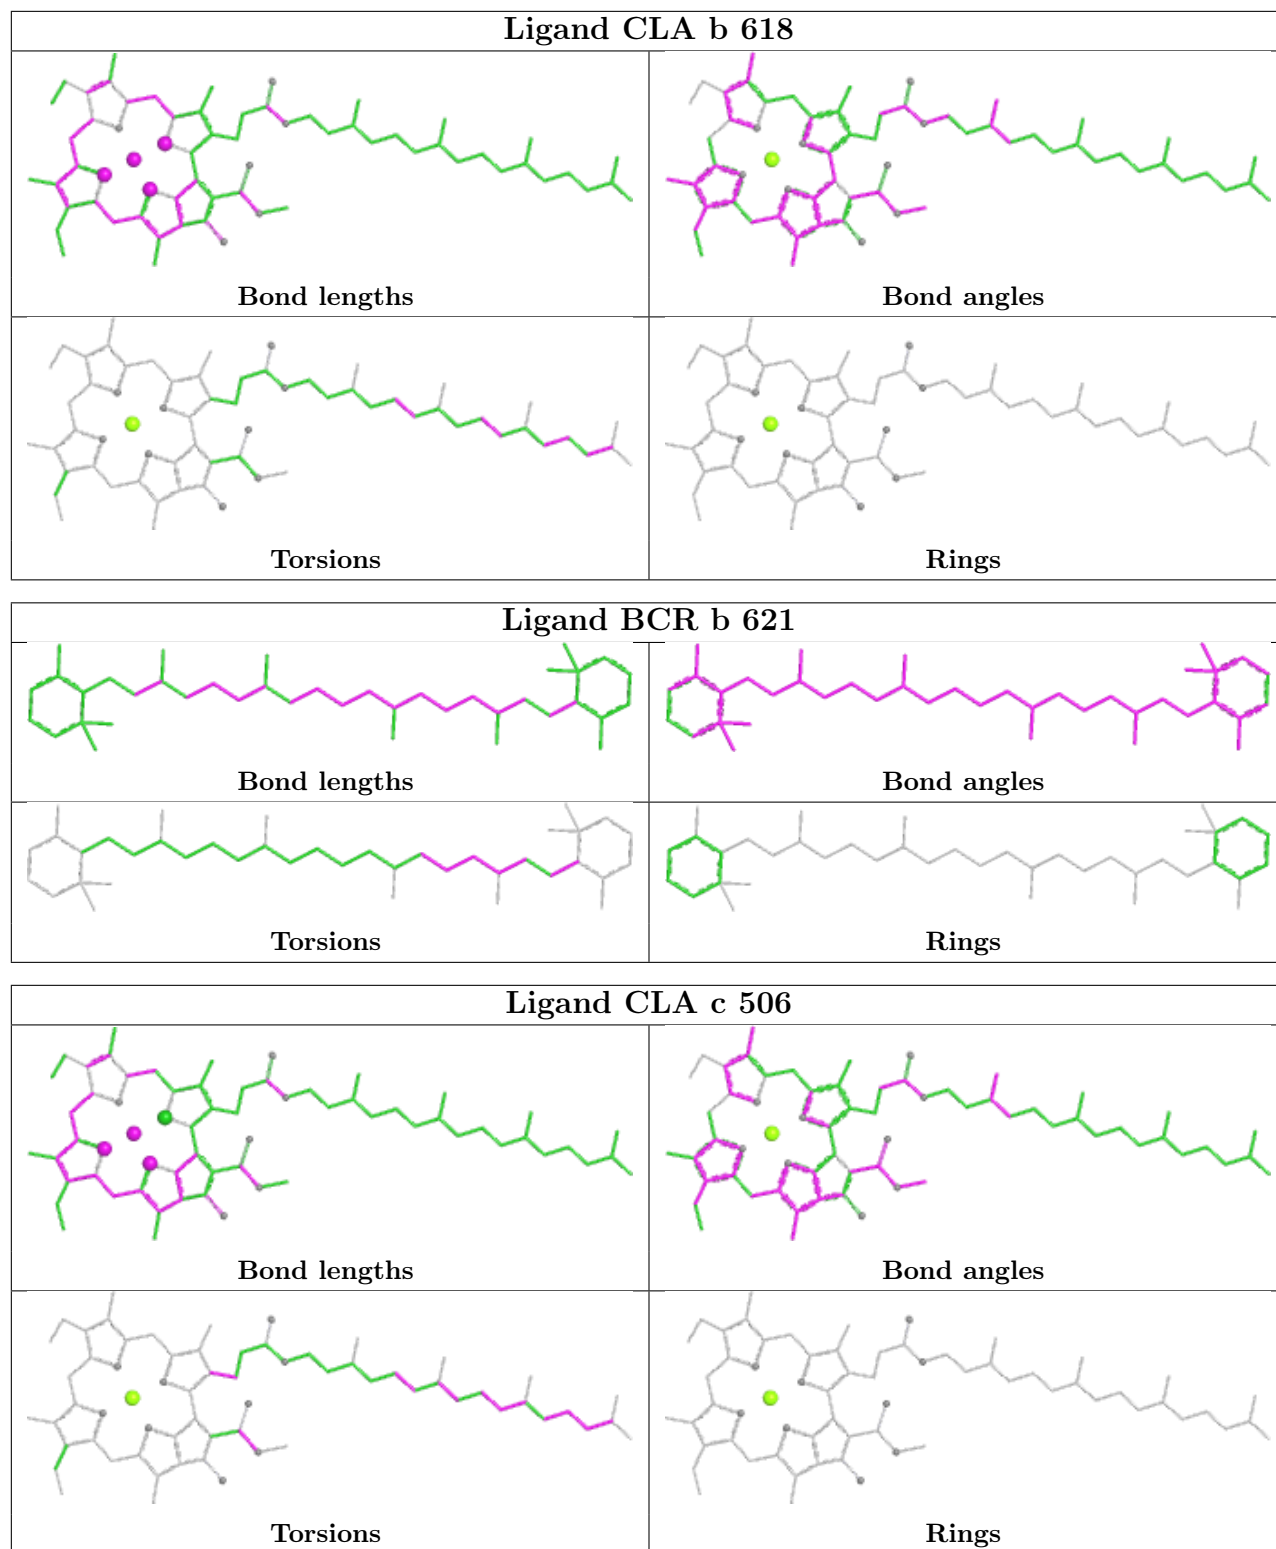 Ligand CLA b 618
Bond lengths
Bond angles
Torsions
Rings
Ligand BCR b 621
Bond lengths
Bond angles
Torsions
Rings
Ligand CLA c 506
Bond lengths
Bond angles
Torsions
Rings